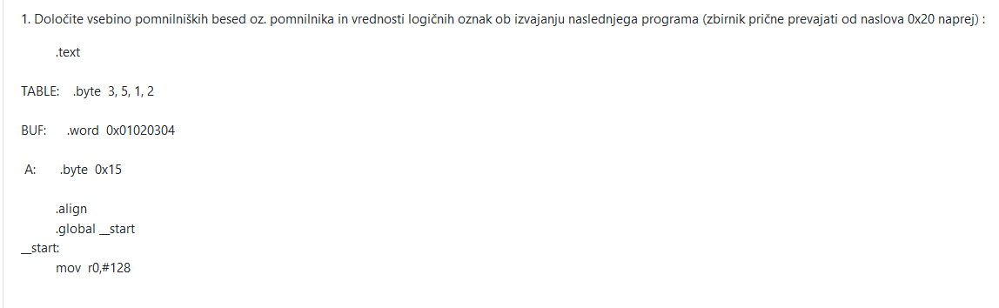 1. Določite vsebino pomnilniških besed oz. pomnilnika in vrednosti logičnih oznak ob izvajanju naslednjega programa (zbirnik prične prevajati od naslova 0x20 naprej) :
.text
TABLE: .byte 3, 5, 1, 2
BUF: .word 0x01020304
A: .byte 0x15
.align
.global __start
__start:
mov r0,#128